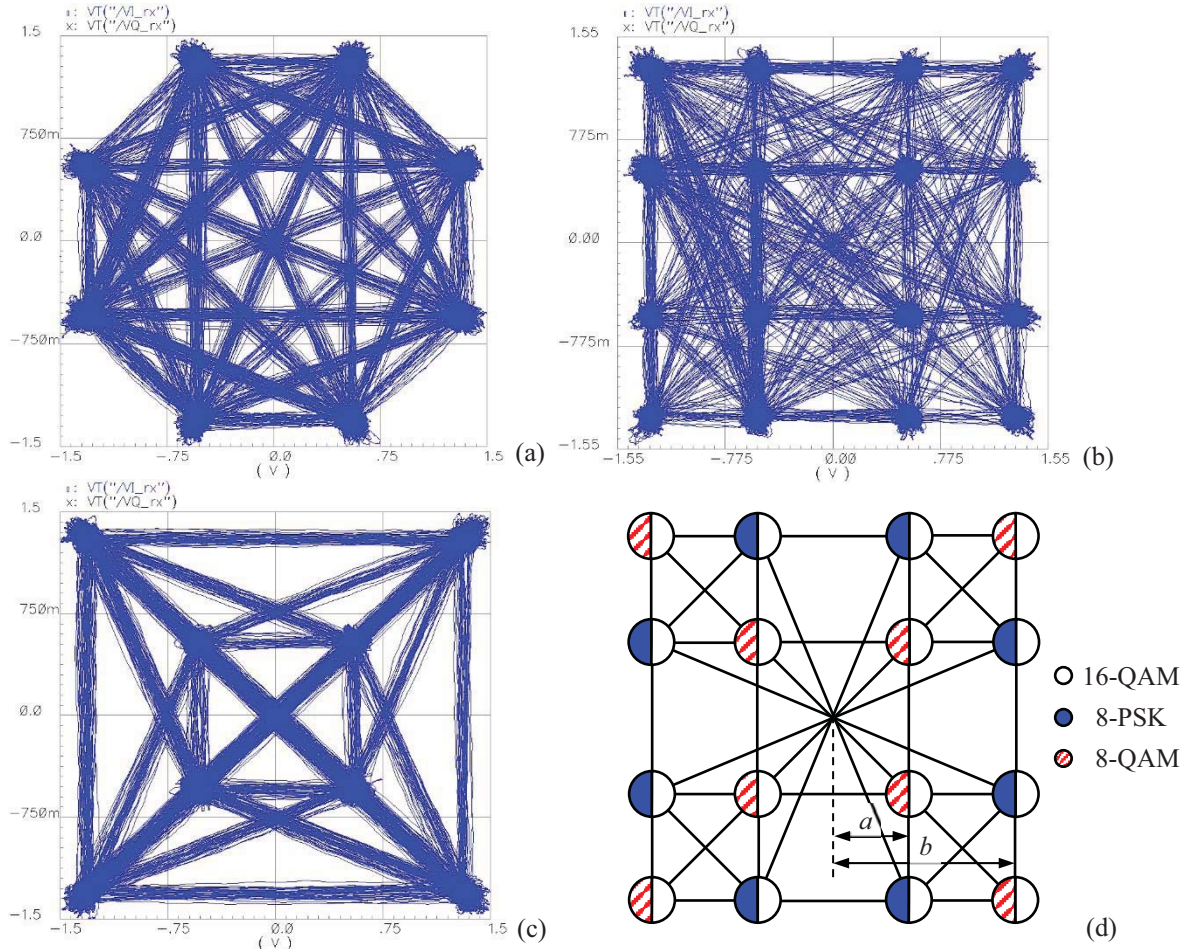 ı: VT("/VI_rx")
x: VT("/VQ_rx")
1.5
750m
0.0
-750m
-1.5
-1.5 -.75 0.0 .75 1.5
( V )
(a)
ı: VT("/VI_rx")
x: VT("/VQ_rx")
1.55
775m
0.00
-775m
-1.55
-1.55 -.775 0.00 .775 1.55
( V )
(b)
ı: VT("/VI_rx")
x: VT("/VQ_rx")
1.5
750m
0.0
-750m
-1.5
-1.5 -.75 0.0 .75 1.5
( V )
(c)
16-QAM
8-PSK
8-QAM
a
b
(d)